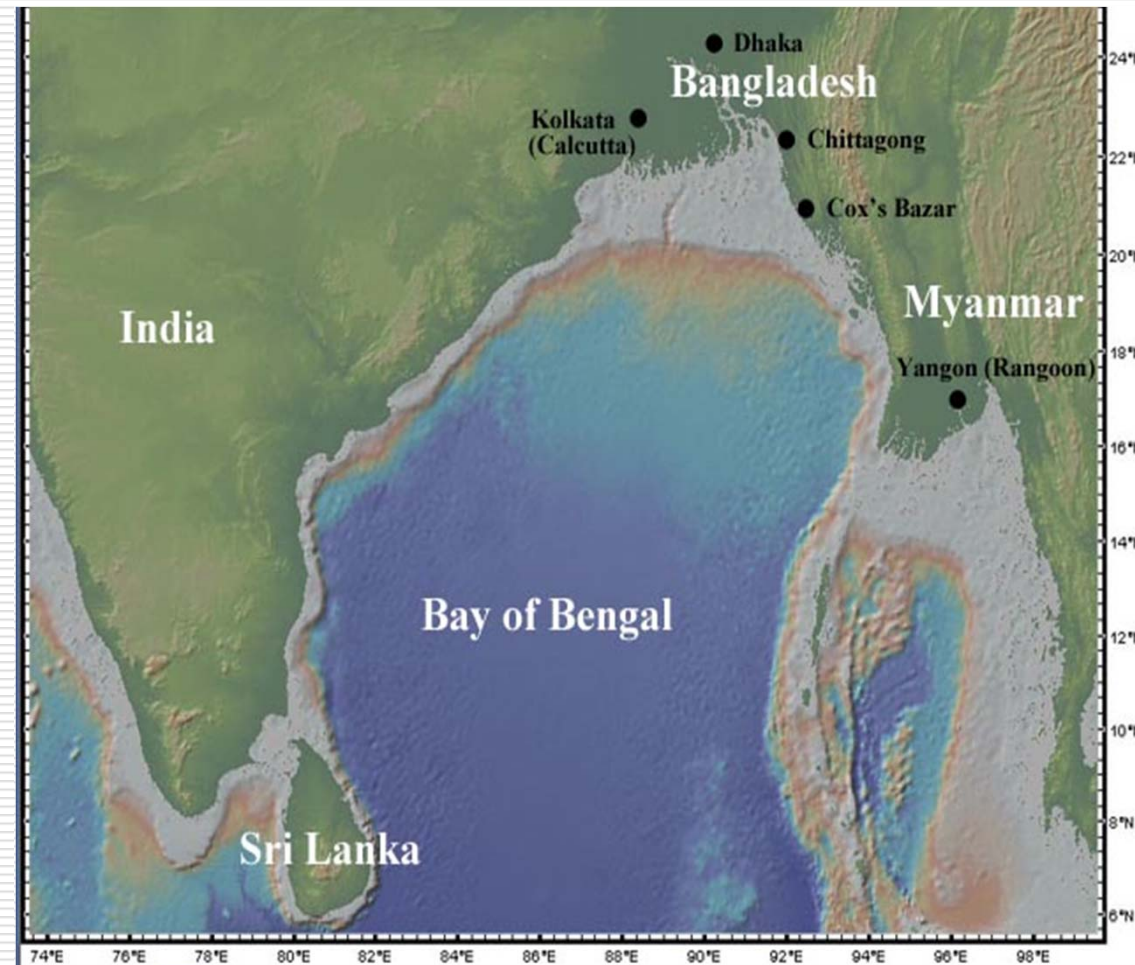 Dhaka
Bangladesh
Kolkata
(Calcutta)
Chittagong
Cox's Bazar
India
Myanmar
Yangon (Rangoon)
Bay of Bengal
Sri Lanka
24°
22°
20°
18°
16°
14°
12°
10°
8°N
6°N
74°E 76°E 78°E 80°E 82°E 84°E 86°E 88°E 90°E 92°E 94°E 96°E 98°E